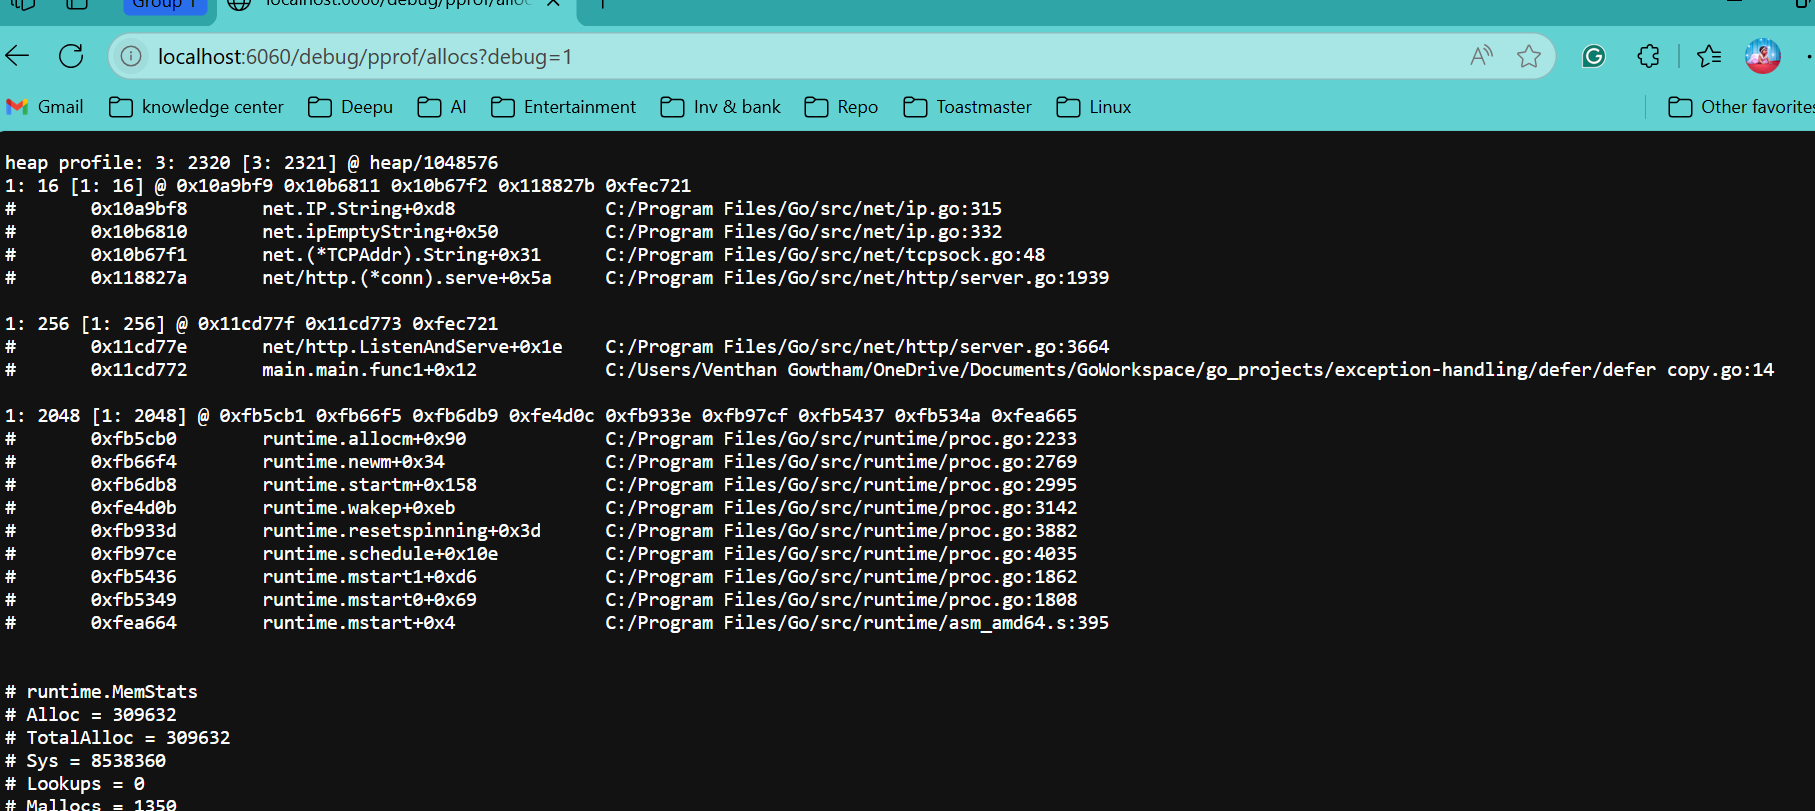 Group 1
localhost:6060/debug/pprof/alloc
localhost:6060/debug/pprof/allocs?debug=1
Gmail knowledge center Deepu AI Entertainment Inv & bank Repo Toastmaster Linux Other favorites
heap profile: 3: 2320 [3: 2321] @ heap/1048576
1: 16 [1: 16] @ 0x10a9bf9 0x10b6811 0x10b67f2 0x118827b 0xfec721
# 0x10a9bf8 net.IP.String+0xd8 C:/Program Files/Go/src/net/ip.go:315
# 0x10b6810 net.ipEmptyString+0x50 C:/Program Files/Go/src/net/ip.go:332
# 0x10b67f1 net.(*TCPAddr).String+0x31 C:/Program Files/Go/src/net/tcpsock.go:48
# 0x118827a net/http.(*conn).serve+0x5a C:/Program Files/Go/src/net/http/server.go:1939
1: 256 [1: 256] @ 0x11cd77f 0x11cd773 0xfec721
# 0x11cd77e net/http.ListenAndServe+0x1e C:/Program Files/Go/src/net/http/server.go:3664
# 0x11cd772 main.main.func1+0x12 C:/Users/Venthan Gowtham/OneDrive/Documents/GoWorkspace/go_projects/exception-handling/defer/defer copy.go:14
1: 2048 [1: 2048] @ 0xfb5cb1 0xfb66f5 0xfb6db9 0xfe4d0c 0xfb933e 0xfb97cf 0xfb5437 0xfb534a 0xfea665
# 0xfb5cb0 runtime.allocm+0x90 C:/Program Files/Go/src/runtime/proc.go:2233
# 0xfb66f4 runtime.newm+0x34 C:/Program Files/Go/src/runtime/proc.go:2769
# 0xfb6db8 runtime.startm+0x158 C:/Program Files/Go/src/runtime/proc.go:2995
# 0xfe4d0b runtime.wakep+0xeb C:/Program Files/Go/src/runtime/proc.go:3142
# 0xfb933d runtime.resetspinning+0x3d C:/Program Files/Go/src/runtime/proc.go:3882
# 0xfb97ce runtime.schedule+0x10e C:/Program Files/Go/src/runtime/proc.go:4035
# 0xfb5436 runtime.mstart1+0xd6 C:/Program Files/Go/src/runtime/proc.go:1862
# 0xfb5349 runtime.mstart0+0x69 C:/Program Files/Go/src/runtime/proc.go:1808
# 0xfea664 runtime.mstart+0x4 C:/Program Files/Go/src/runtime/asm_amd64.s:395
# runtime.MemStats
# Alloc = 309632
# TotalAlloc = 309632
# Sys = 8538360
# Lookups = 0
# Mallocs = 1350